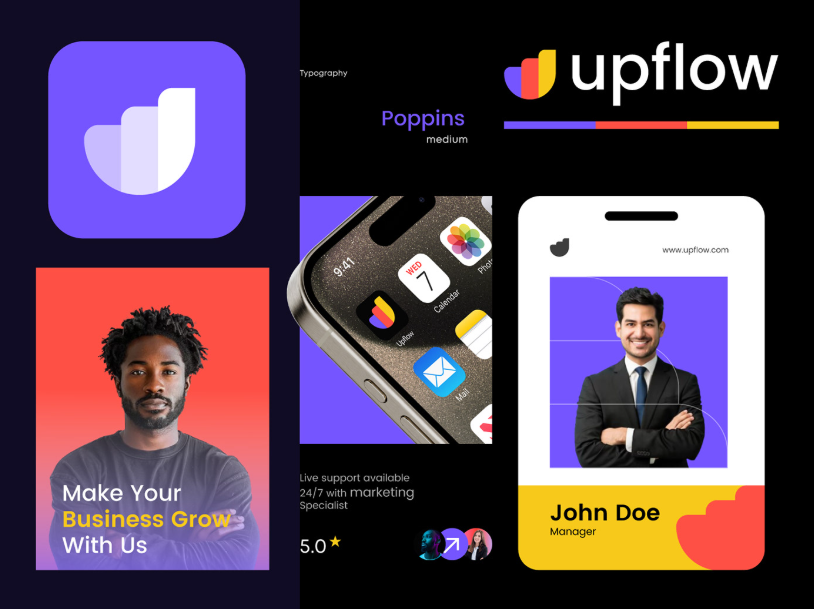 Typography
Poppins
medium
upflow
9:41
WED
7
Calendar
Upflow
Mail
www.upflow.com
Make Your
Business Grow
With Us
Live support available
24/7 with marketing
Specialist
5.0
John Doe
Manager